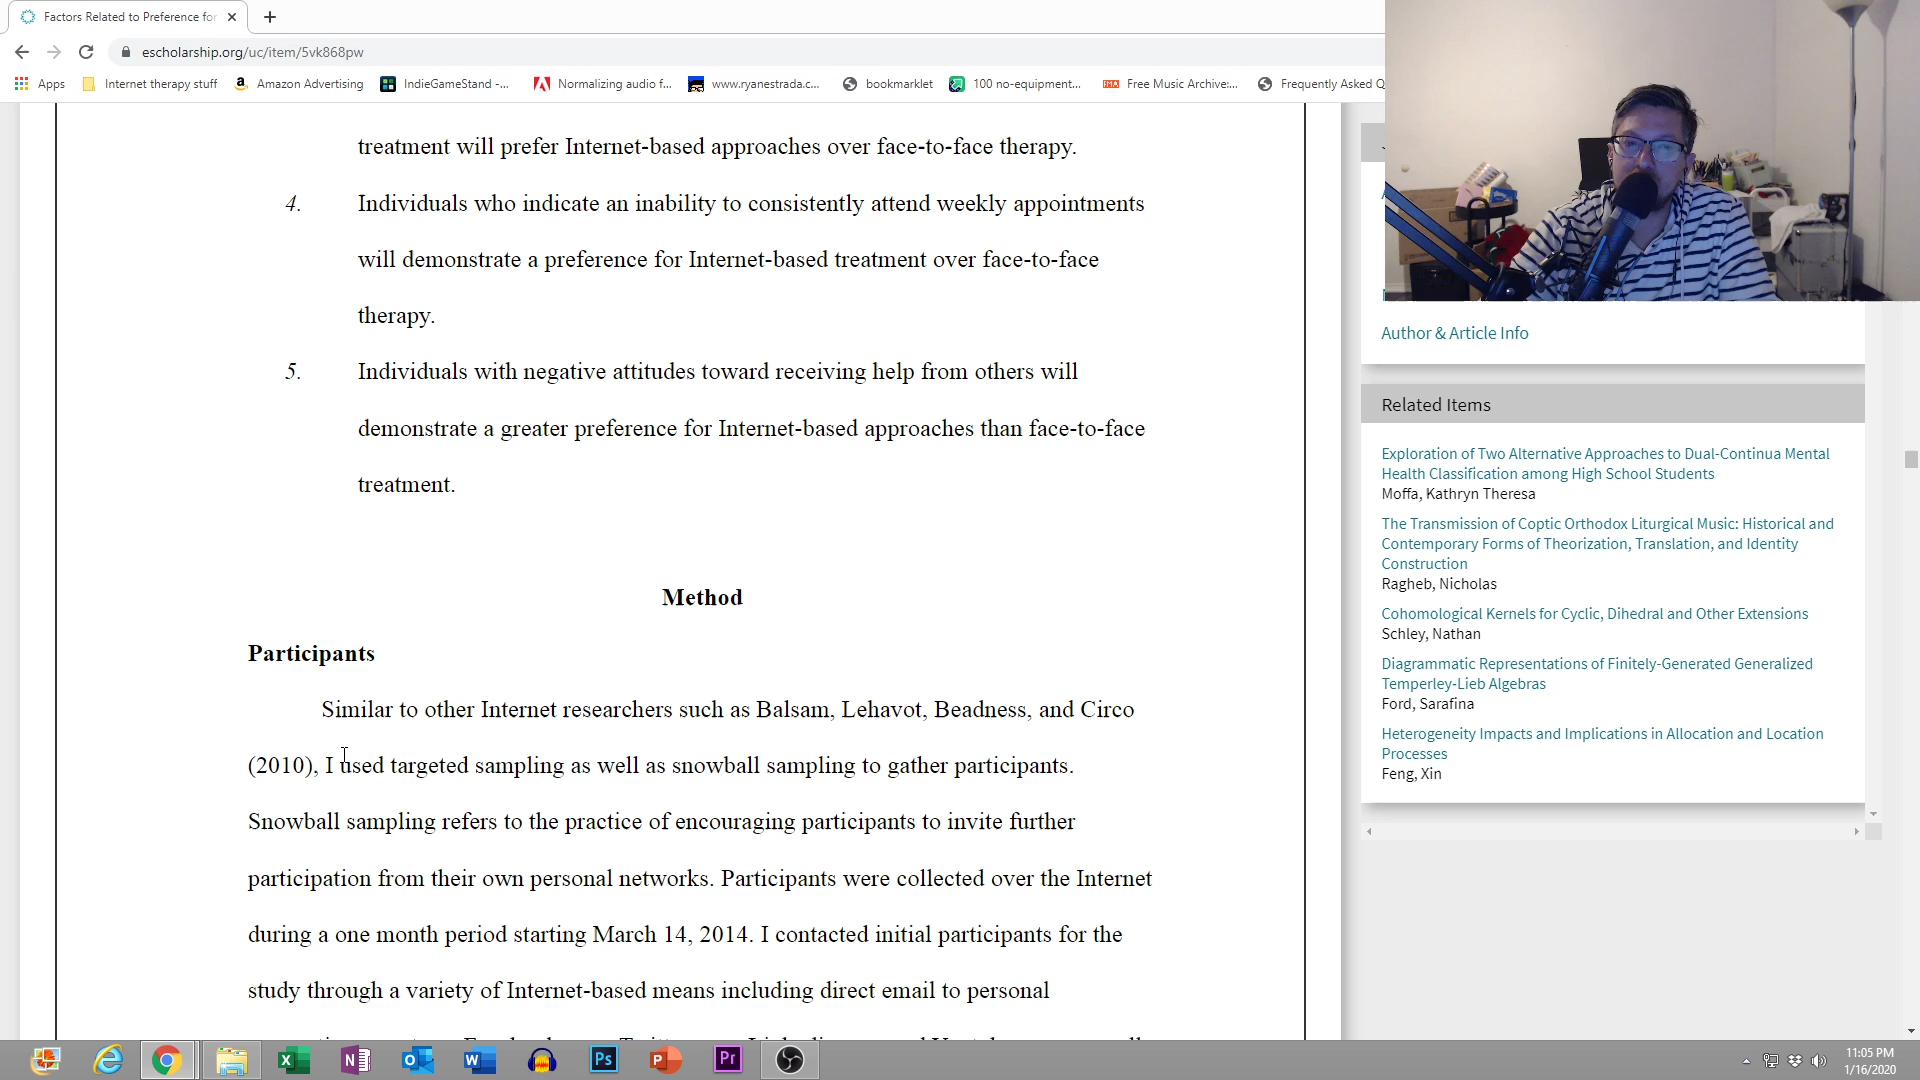 Factors Related to Preference for
escholarship.org/uc/item/5vk868pw
Apps
Internet therapy stuff
Amazon Advertising
IndieGameStand -...
Normalizing audio f...
www.ryanestrada.c...
bookmarklet
100 no-equipment...
Free Music Archive:...
Frequently Asked Q
treatment will prefer Internet-based approaches over face-to-face therapy.
4. Individuals who indicate an inability to consistently attend weekly appointments
will demonstrate a preference for Internet-based treatment over face-to-face
therapy.
5. Individuals with negative attitudes toward receiving help from others will
demonstrate a greater preference for Internet-based approaches than face-to-face
treatment.
Method
Participants
Similar to other Internet researchers such as Balsam, Lehavot, Beadness, and Circo
(2010), I used targeted sampling as well as snowball sampling to gather participants.
Snowball sampling refers to the practice of encouraging participants to invite further
participation from their own personal networks. Participants were collected over the Internet
during a one month period starting March 14, 2014. I contacted initial participants for the
study through a variety of Internet-based means including direct email to personal
Author & Article Info
Related Items
Exploration of Two Alternative Approaches to Dual-Continua Mental
Health Classification among High School Students
Moffa, Kathryn Theresa
The Transmission of Coptic Orthodox Liturgical Music: Historical and
Contemporary Forms of Theorization, Translation, and Identity
Construction
Ragheb, Nicholas
Cohomological Kernels for Cyclic, Dihedral and Other Extensions
Schley, Nathan
Diagrammatic Representations of Finitely-Generated Generalized
Temperley-Lieb Algebras
Ford, Sarafina
Heterogeneity Impacts and Implications in Allocation and Location
Processes
Feng, Xin
11:05 PM
1/16/2020